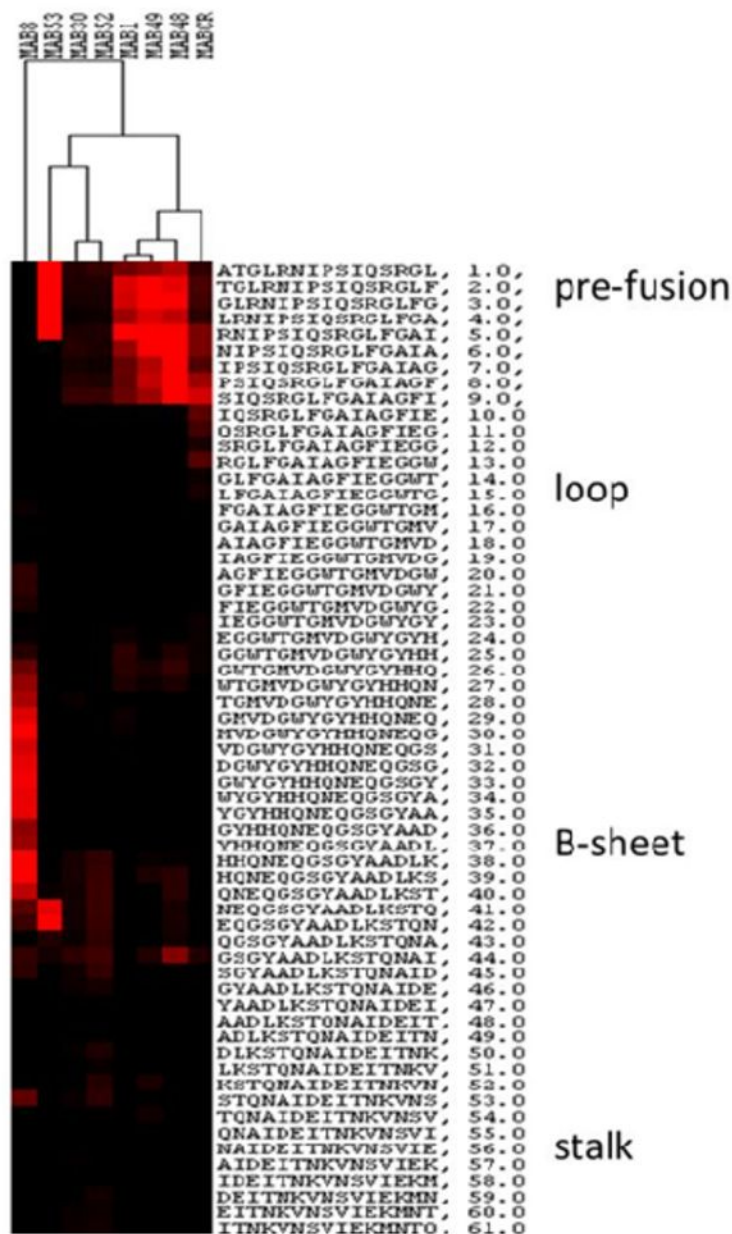 MAB8 MAB53 MAB30 MAB52 MAB1 MAB49 MAB48 MABCR
ATGLRNIPSIQSRGL, 1.0,
TGLRNIPSIQSRGLF, 2.0,
pre-fusion
GLRNIPSIQSRGLFG, 3.0,
LRNIPSIQSRGLFGA, 4.0,
RNIPSIQSRGLFGAI, 5.0,
NIPSIQSRGLFGAIA, 6.0,
IPSIQSRGLFGAIAG, 7.0,
PSIQSRGLFGAIAGF, 8.0,
SIQSRGLFGAIAGFI, 9.0,
IQSRGLFGAIAGFIE, 10.0
QSRGLFGAIAGFIEG, 11.0
SRGLFGAIAGFIEGG, 12.0
RGLFGAIAGFIEGGW, 13.0
GLFGAIAGFIEGGWT, 14.0
loop
LFGAIAGFIEGGWTG, 15.0
FGAIAGFIEGGWTGM, 16.0
GAIAGFIEGGWTGMV, 17.0
AIAGFIEGGWTGMVD, 18.0
IAGFIEGGWTGMVDG, 19.0
AGFIEGGWTGMVDGW, 20.0
GFIEGGWTGMVDGWY, 21.0
FIEGGWTGMVDGWYG, 22.0
IEGGWTGMVDGWYGY, 23.0
EGGWTGMVDGWYGYH, 24.0
GGWTGMVDGWYGYHH, 25.0
GWTGMVDGWYGYHHQ, 26.0
WTGMVDGWYGYHHQN, 27.0
TGMVDGWYGYHHQNE, 28.0
GMVDGWYGYHHQNEQ, 29.0
MVDGWYGYHHQNEQG, 30.0
VDGWYGYHHQNEQGS, 31.0
DGWYGYHHQNEQGSG, 32.0
GWYGYHHQNEQGSGY, 33.0
WYGYHHQNEQGSGYA, 34.0
YGYHHQNEQGSGYAA, 35.0
GYHHQNEQGSGYAAD, 36.0
YHHQNEQGSGYAADL, 37.0
B-sheet
HHQNEQGSGYAADLK, 38.0
HQNEQGSGYAADLKS, 39.0
QNEQGSGYAADLKST, 40.0
NEQGSGYAADLKSTQ, 41.0
EQGSGYAADLKSTQN, 42.0
QGSGYAADLKSTQNA, 43.0
GSGYAADLKSTQNAI, 44.0
SGYAADLKSTQNAID, 45.0
GYAADLKSTQNAIDE, 46.0
YAADLKSTQNAIDEI, 47.0
AADLKSTQNAIDEIT, 48.0
ADLKSTQNAIDEITN, 49.0
DLKSTQNAIDEITNK, 50.0
LKSTQNAIDEITNKV, 51.0
KSTQNAIDEITNKVN, 52.0
STQNAIDEITNKVNS, 53.0
TQNAIDEITNKVNSV, 54.0
QNAIDEITNKVNSVI, 55.0
stalk
NAIDEITNKVNSVIE, 56.0
AIDEITNKVNSVIEK, 57.0
IDEITNKVNSVIEKM, 58.0
DEITNKVNSVIEKMN, 59.0
EITNKVNSVIEKMNT, 60.0
ITNKVNSVIEKMNTQ, 61.0